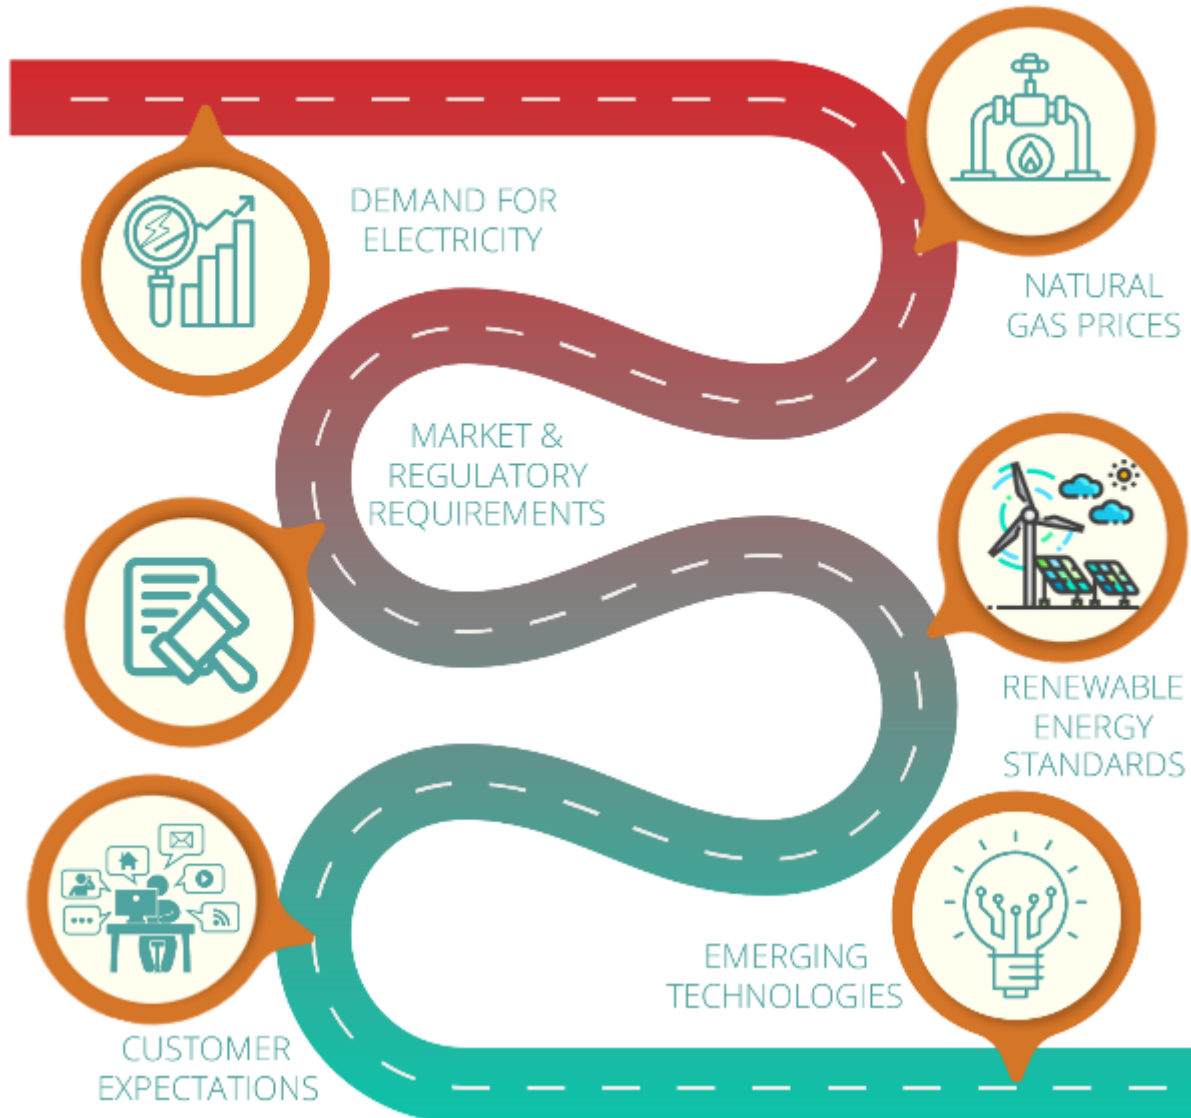 DEMAND FOR
ELECTRICITY
NATURAL
GAS PRICES
MARKET &
REGULATORY
REQUIREMENTS
RENEWABLE
ENERGY
STANDARDS
CUSTOMER
EXPECTATIONS
EMERGING
TECHNOLOGIES